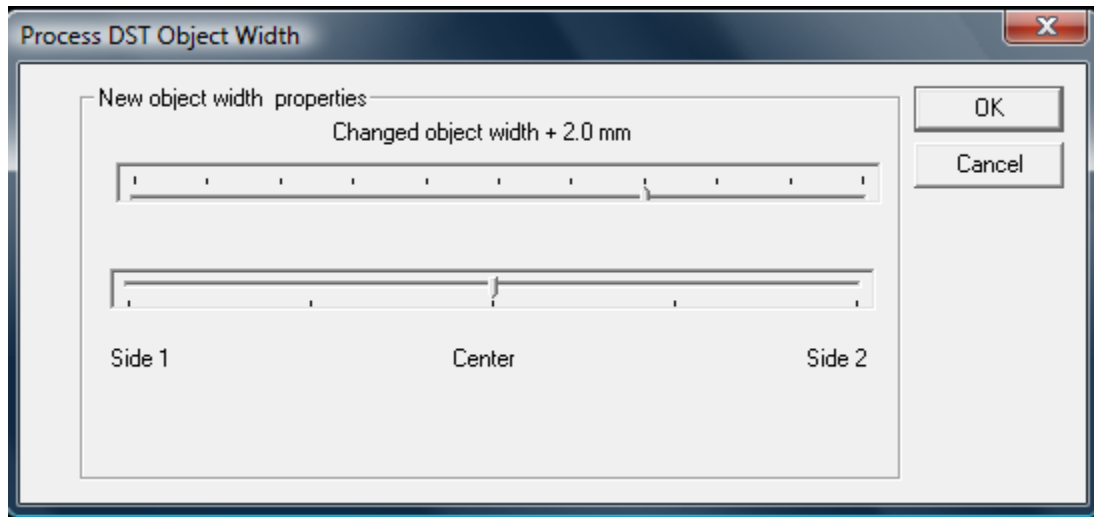 Process DST Object Width
New object width  properties
OK
Changed object width + 2.0 mm
Cancel
Side 1 Center Side 2